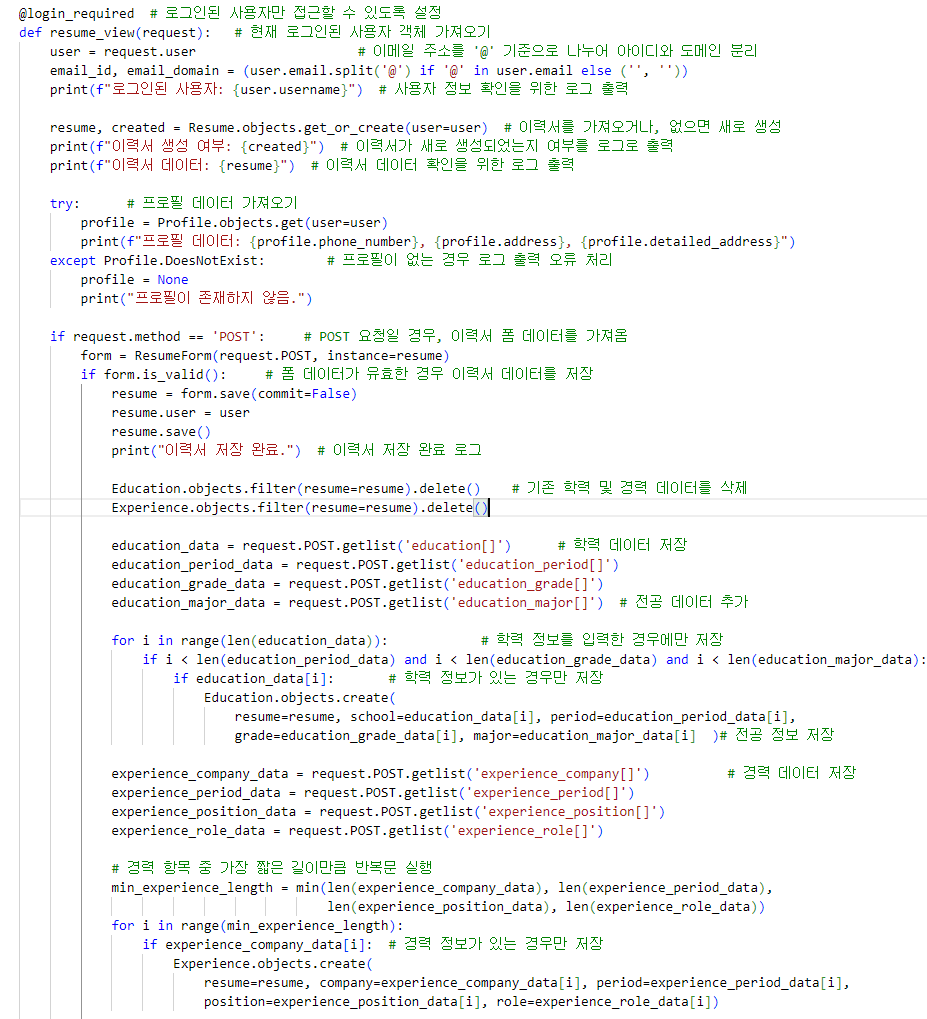 @login_required  # 로그인된 사용자만 접근할 수 있도록 설정
def resume_view(request):   # 현재 로그인된 사용자 객체 가져오기
    user = request.user                     # 이메일 주소를 '@' 기준으로 나누어 아이디와 도메인 분리
    email_id, email_domain = (user.email.split('@') if '@' in user.email else ('', ''))
    print(f"로그인된 사용자: {user.username}")  # 사용자 정보 확인을 위한 로그 출력

    resume, created = Resume.objects.get_or_create(user=user)  # 이력서를 가져오거나, 없으면 새로 생성
    print(f"이력서 생성 여부: {created}")  # 이력서가 새로 생성되었는지 여부를 로그로 출력
    print(f"이력서 데이터: {resume}")  # 이력서 데이터 확인을 위한 로그 출력

    try:      # 프로필 데이터 가져오기
        profile = Profile.objects.get(user=user)
        print(f"프로필 데이터: {profile.phone_number}, {profile.address}, {profile.detailed_address}")
    except Profile.DoesNotExist:        # 프로필이 없는 경우 로그 출력 오류 처리
        profile = None
        print("프로필이 존재하지 않음.")

    if request.method == 'POST':     # POST 요청일 경우, 이력서 폼 데이터를 가져옴
        form = ResumeForm(request.POST, instance=resume)
        if form.is_valid():     # 폼 데이터가 유효한 경우 이력서 데이터를 저장
            resume = form.save(commit=False)
            resume.user = user
            resume.save()
            print("이력서 저장 완료.")  # 이력서 저장 완료 로그

            Education.objects.filter(resume=resume).delete()    # 기존 학력 및 경력 데이터를 삭제
            Experience.objects.filter(resume=resume).delete()

            education_data = request.POST.getlist('education[]')      # 학력 데이터 저장
            education_period_data = request.POST.getlist('education_period[]')
            education_grade_data = request.POST.getlist('education_grade[]')
            education_major_data = request.POST.getlist('education_major[]')  # 전공 데이터 추가

            for i in range(len(education_data)):            # 학력 정보를 입력한 경우에만 저장
                if i < len(education_period_data) and i < len(education_grade_data) and i < len(education_major_data):
                    if education_data[i]:       # 학력 정보가 있는 경우만 저장
                        Education.objects.create(
                            resume=resume, school=education_data[i], period=education_period_data[i],
                            grade=education_grade_data[i], major=education_major_data[i]  )# 전공 정보 저장

            experience_company_data = request.POST.getlist('experience_company[]')          # 경력 데이터 저장
            experience_period_data = request.POST.getlist('experience_period[]')
            experience_position_data = request.POST.getlist('experience_position[]')
            experience_role_data = request.POST.getlist('experience_role[]')

            # 경력 항목 중 가장 짧은 길이만큼 반복문 실행
            min_experience_length = min(len(experience_company_data), len(experience_period_data),
                                        len(experience_position_data), len(experience_role_data))
            for i in range(min_experience_length):
                if experience_company_data[i]:  # 경력 정보가 있는 경우만 저장
                    Experience.objects.create(
                        resume=resume, company=experience_company_data[i], period=experience_period_data[i],
                        position=experience_position_data[i], role=experience_role_data[i])